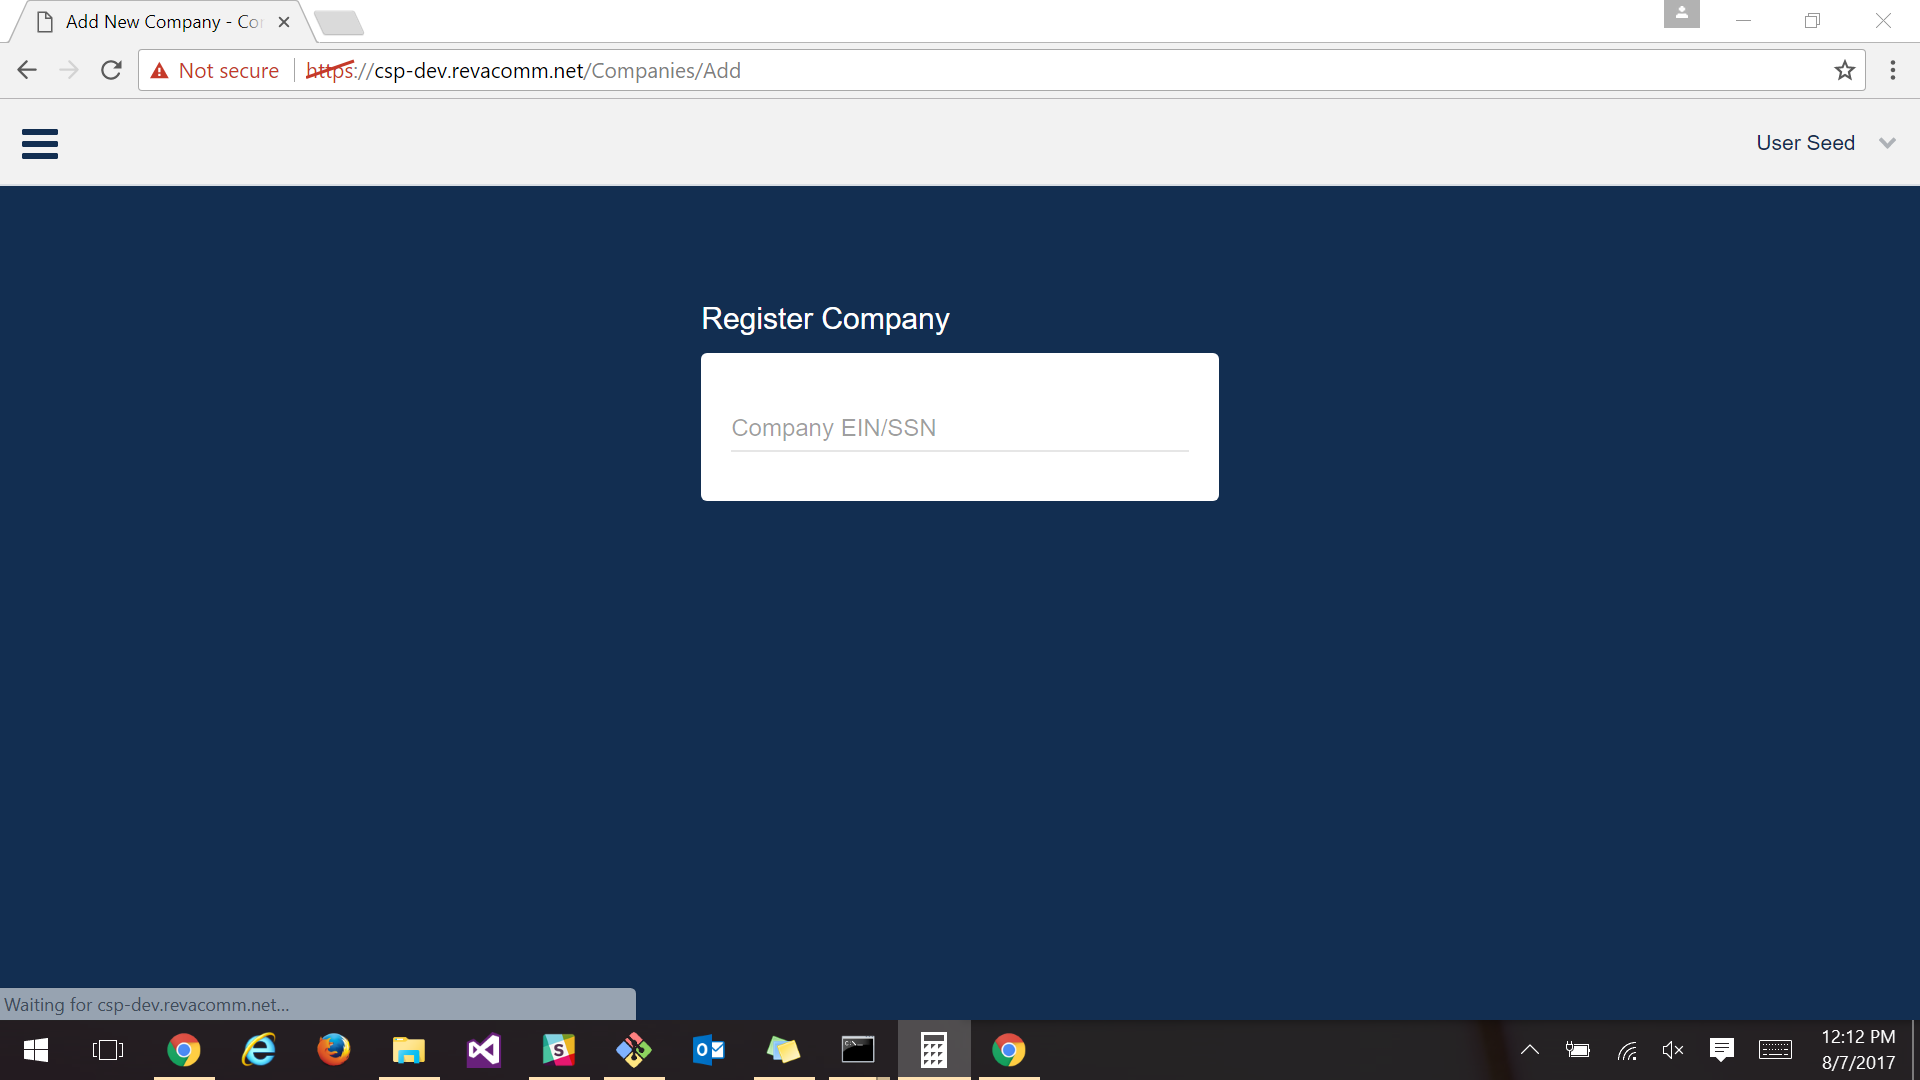 Add New Company - Co
Not secure https://csp-dev.revacomm.net/Companies/Add
User Seed
Register Company
Company EIN/SSN
Waiting for csp-dev.revacomm.net...
12:12 PM
8/7/2017